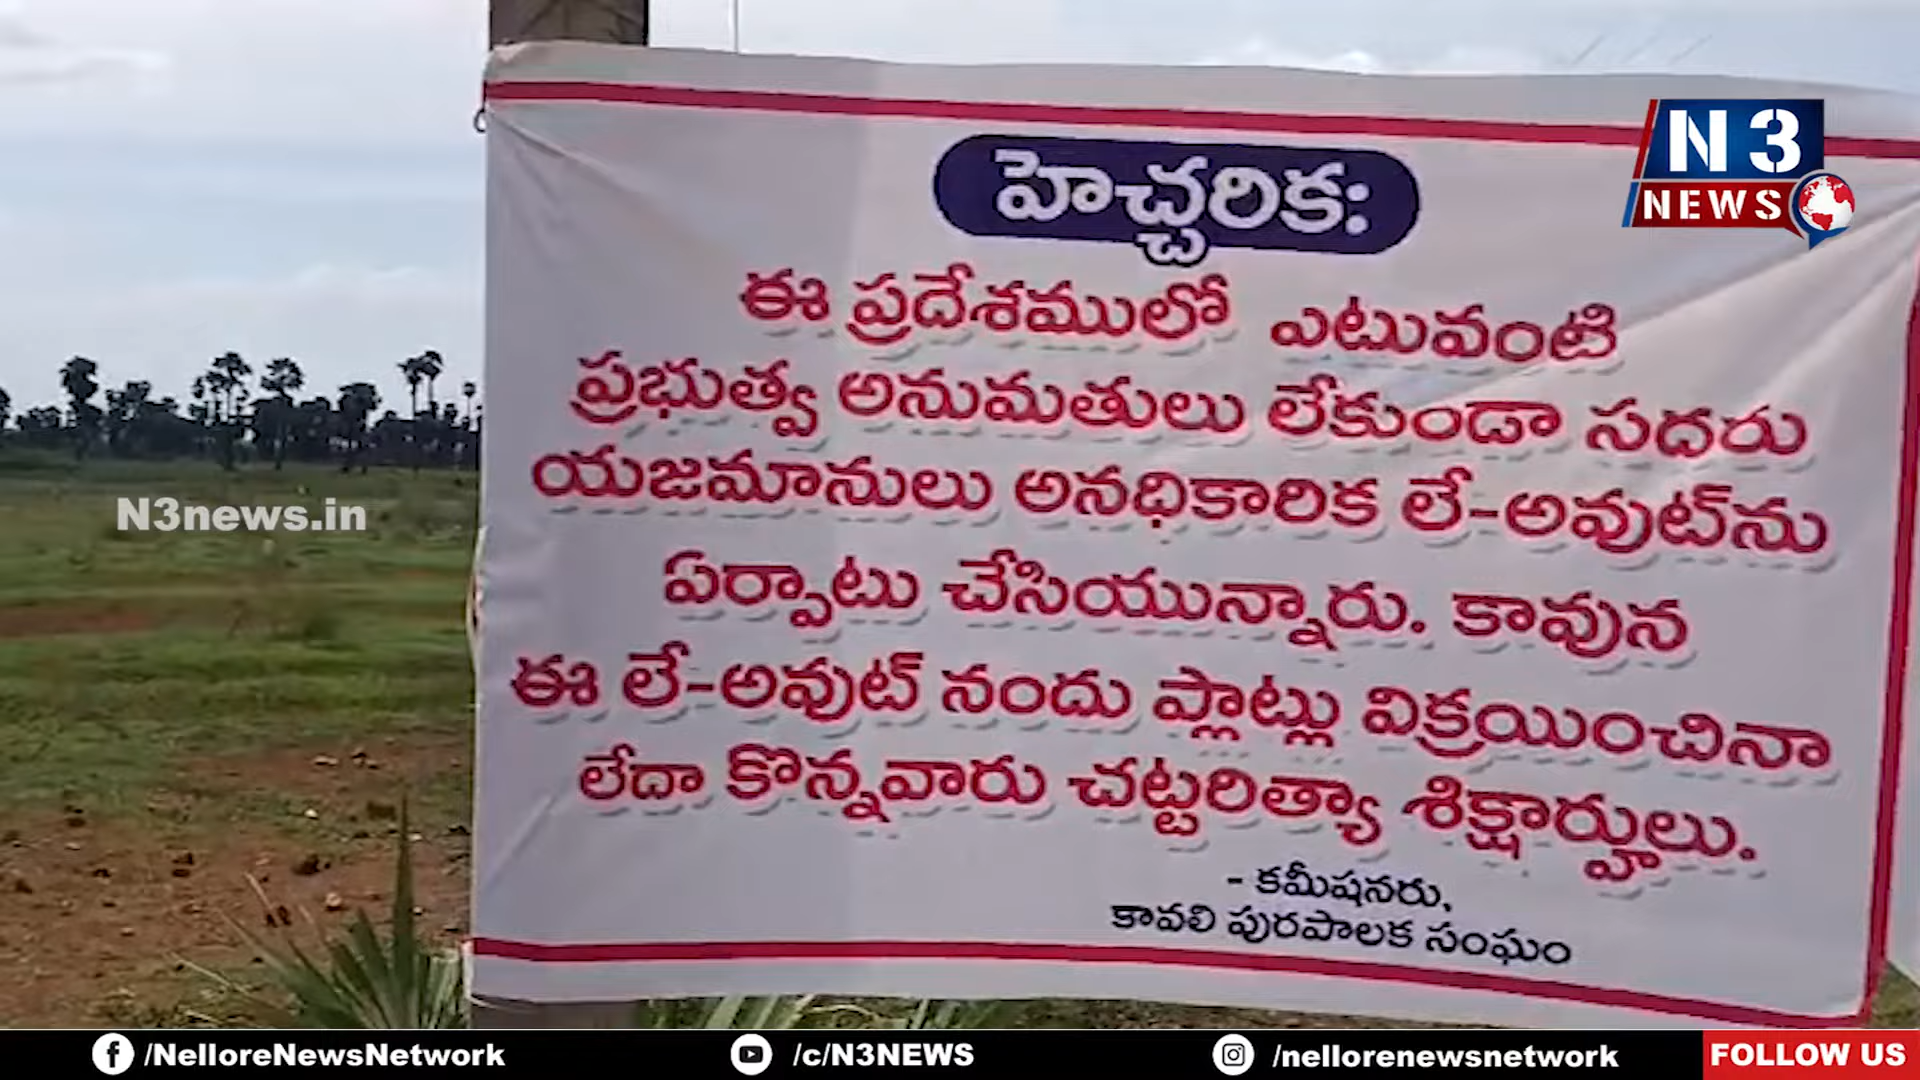 హెచ్చరిక:
ఈ ప్రదేశములో ఎటువంటి
ప్రభుత్వ అనుమతులు లేకుండా సదరు
యజమానులు అనధికారిక లే-అవుట్‌ను
ఏర్పాటు చేసియున్నారు. కావున
ఈ లే-అవుట్ నందు ప్లాట్లు విక్రయించినా
లేదా కొన్నవారు చట్టరిత్యా శిక్షార్హులు.
- కమీషనరు,
కావలి పురపాలక సంఘం
N3
NEWS
N3news.in
/NelloreNewsNetwork
/c/N3NEWS
/nellorenewsnetwork
FOLLOW US